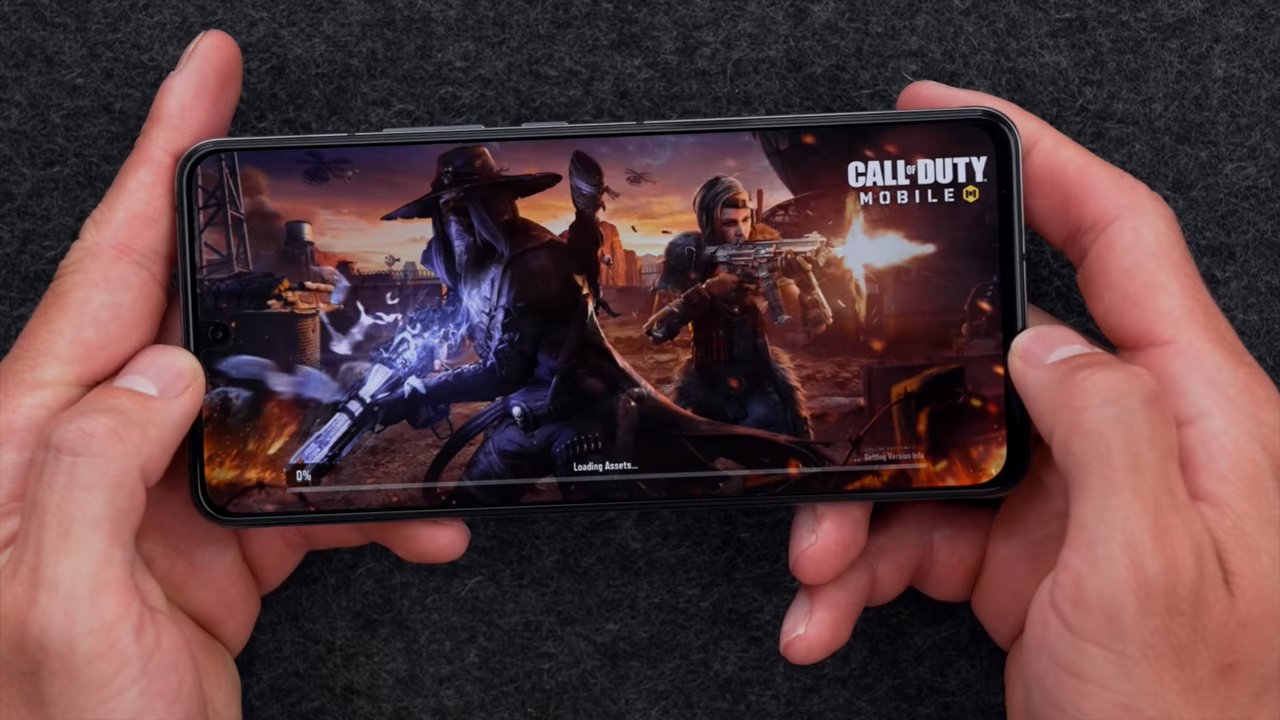 CALL OF DUTY
MOBILE
0%
Loading Assets...
Getting Version Info